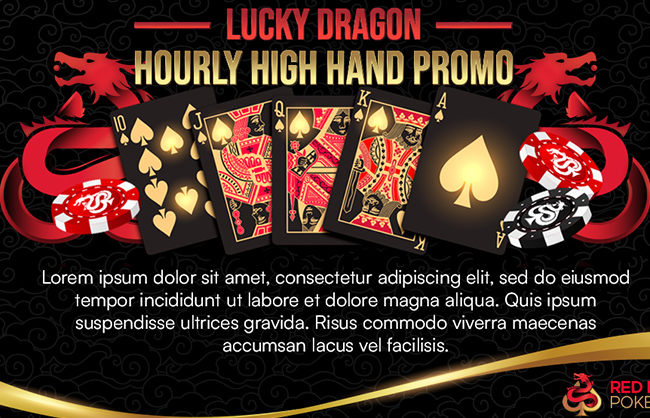 LUCKY DRAGON
HOURLY HIGH HAND PROMO
10
J
Q
K
A
K
A
Lorem ipsum dolor sit amet, consectetur adipiscing elit, sed do eiusmod
tempor incididunt ut labore et dolore magna aliqua. Quis ipsum
suspendisse ultrices gravida. Risus commodo viverra maecenas
accumsan lacus vel facilisis.
RED
POKE